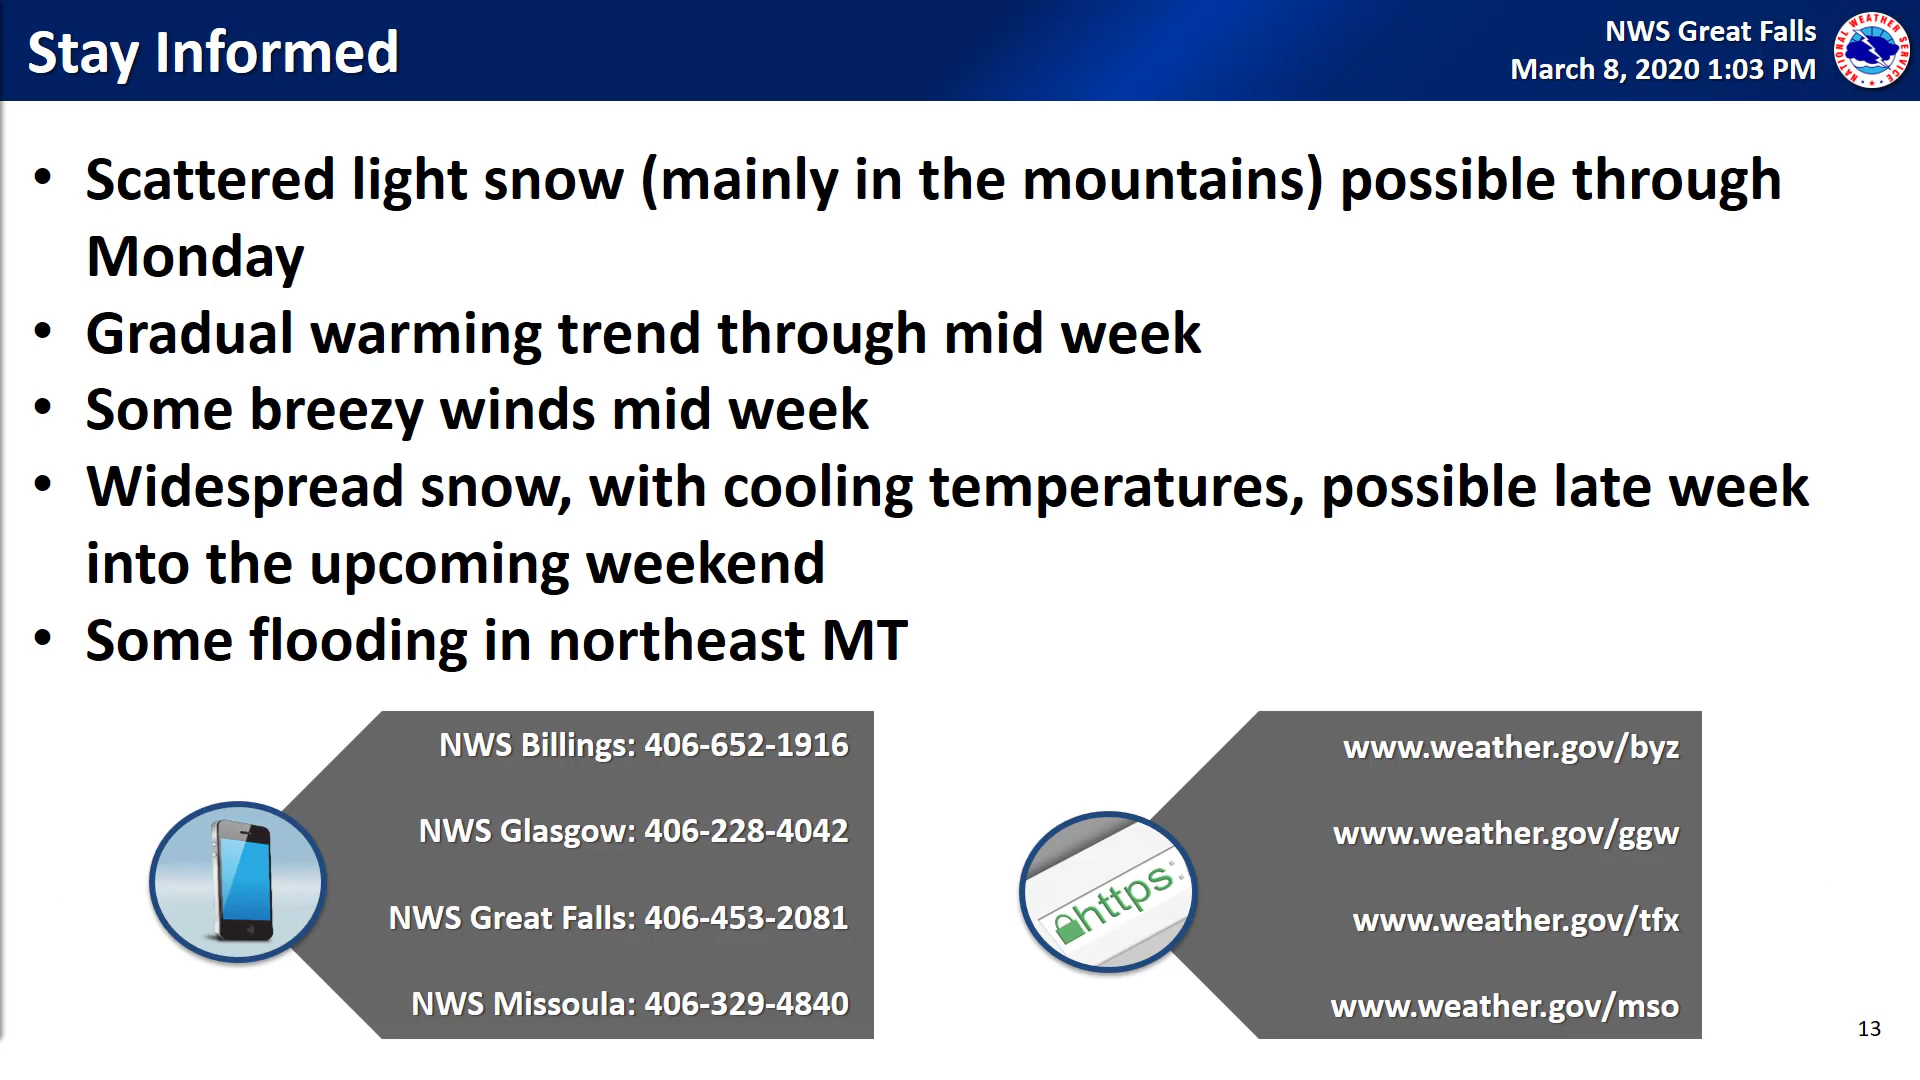 Stay Informed
NWS Great Falls
March 8, 2020 1:03 PM
NATIONAL WEATHER SERVICE
• Scattered light snow (mainly in the mountains) possible through
Monday
• Gradual warming trend through mid week
• Some breezy winds mid week
• Widespread snow, with cooling temperatures, possible late week
into the upcoming weekend
• Some flooding in northeast MT
NWS Billings: 406-652-1916
NWS Glasgow: 406-228-4042
NWS Great Falls: 406-453-2081
NWS Missoula: 406-329-4840
https:
www.weather.gov/byz
www.weather.gov/ggw
www.weather.gov/tfx
www.weather.gov/mso
13